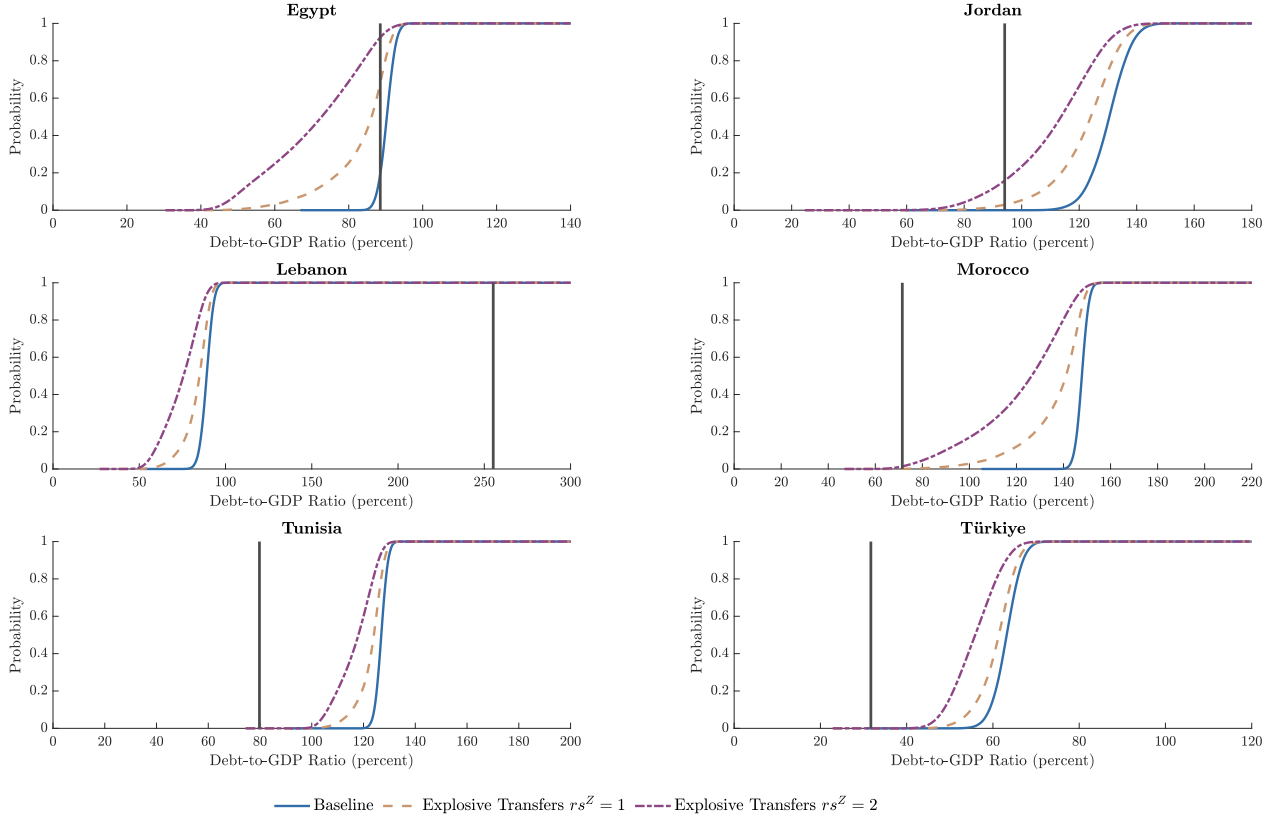 Egypt
1
0.8
0.6
0.4
0.2
0
Probability
0 20 40 60 80 100 120 140
Debt-to-GDP Ratio (percent)
Jordan
1
0.8
0.6
0.4
0.2
0
Probability
0 20 40 60 80 100 120 140 160 180
Debt-to-GDP Ratio (percent)
Lebanon
1
0.8
0.6
0.4
0.2
0
Probability
0 50 100 150 200 250 300
Debt-to-GDP Ratio (percent)
Morocco
1
0.8
0.6
0.4
0.2
0
Probability
0 20 40 60 80 100 120 140 160 180 200 220
Debt-to-GDP Ratio (percent)
Tunisia
1
0.8
0.6
0.4
0.2
0
Probability
0 20 40 60 80 100 120 140 160 180 200
Debt-to-GDP Ratio (percent)
Türkiye
1
0.8
0.6
0.4
0.2
0
Probability
0 20 40 60 80 100 120
Debt-to-GDP Ratio (percent)
Baseline Explosive Transfers rs^Z = 1 Explosive Transfers rs^Z = 2